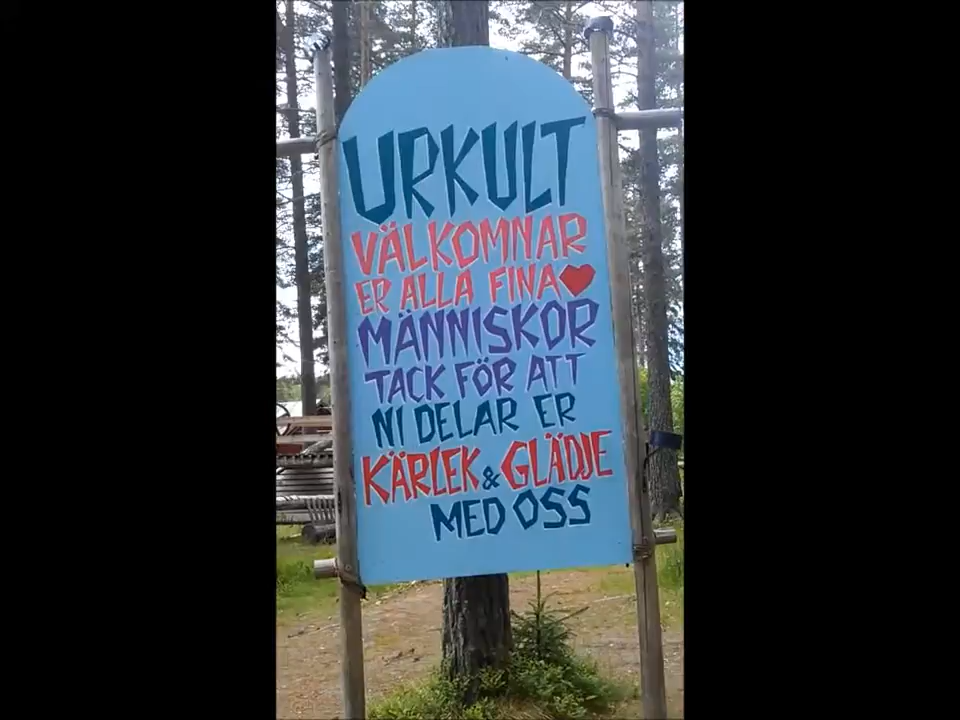 URKULT
VÄLKOMNAR
ER ALLA FINA
MÄNNISKOR
TACK FÖR ATT
NI DELAR ER
KÄRLEK & GLÄDJE
MED OSS